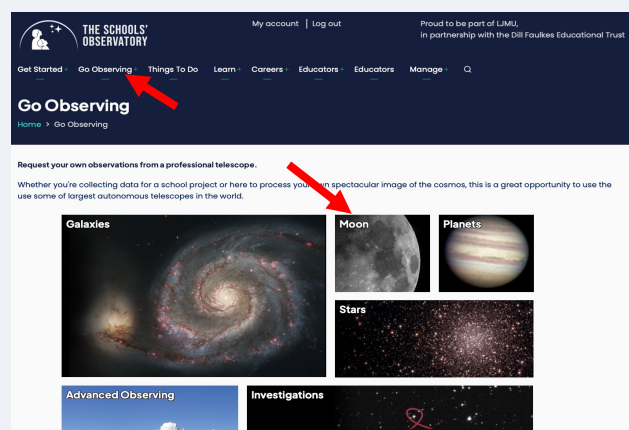 THE SCHOOLS'
OBSERVATORY
My account | Log out
Proud to be part of LJMU,
in partnership with the Dill Faulkes Educational Trust
Get Started + Go Observing + Things To Do Learn + Careers + Educators + Educators Manage +
Go Observing
Home > Go Observing
Request your own observations from a professional telescope.
Whether you're collecting data for a school project or here to process your own spectacular image of the cosmos, this is a great opportunity to use the
use some of largest autonomous telescopes in the world.
Galaxies
Moon
Planets
Stars
Advanced Observing
Investigations